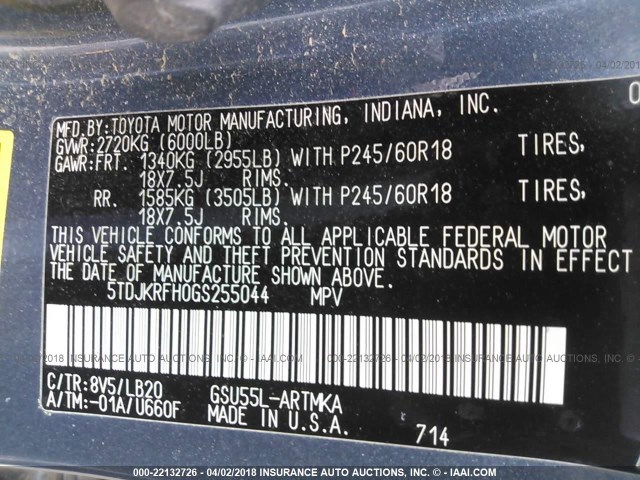 MFD.BY:TOYOTA MOTOR MANUFACTURING, INDIANA, INC.
GVWR:2720KG (6000LB)
GAWR:FRT. 1340KG (2955LB) WITH P245/60R18 TIRES,
18X7.5J RIMS.
RR. 1585KG (3505LB) WITH P245/60R18 TIRES,
18X7.5J RIMS.
THIS VEHICLE CONFORMS TO ALL APPLICABLE FEDERAL MOTOR
VEHICLE SAFETY AND THEFT PREVENTION STANDARDS IN EFFECT
THE DATE OF MANUFACTURE SHOWN ABOVE.
5TDJKRFH0GS255044 MPV
C/TR:8V5/LB20 GSU55L-ARTMKA
A/TM:-01A/U660F MADE IN U.S.A.
714
000-22132726 - 04/02/2018 INSURANCE AUTO AUCTIONS - IAAI.COM